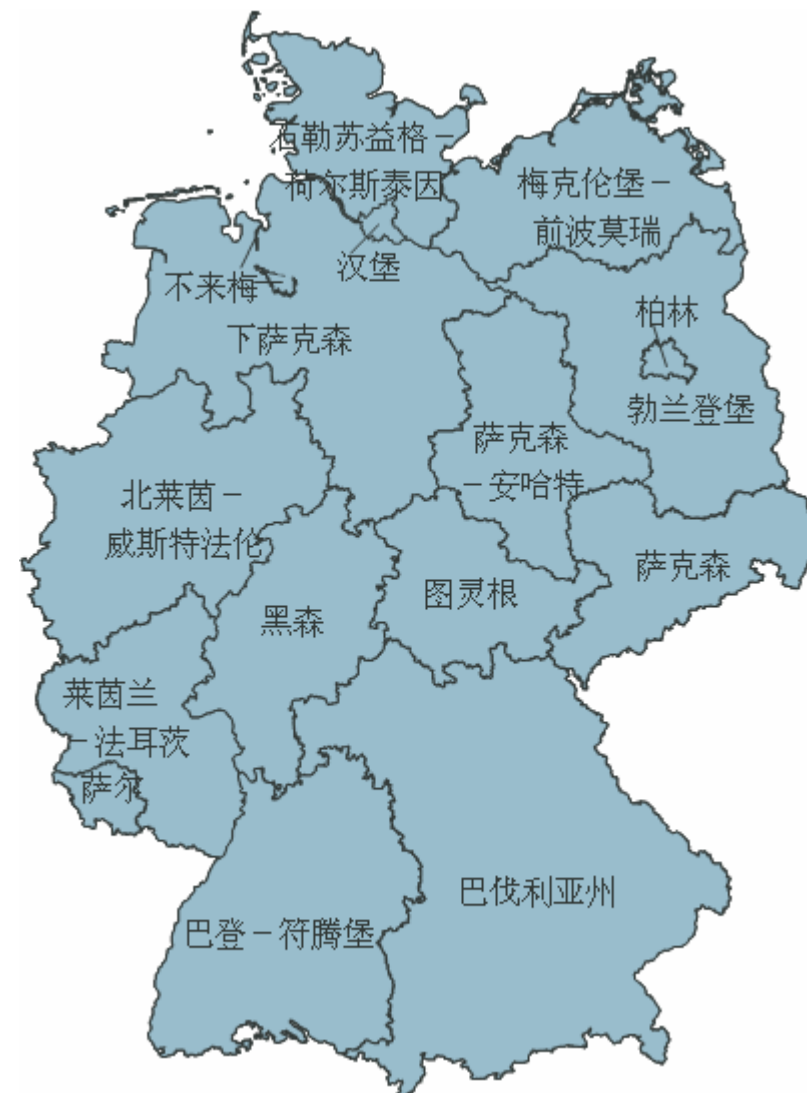 石勒苏益格－
荷尔斯泰因
梅克伦堡－
前波莫瑞
汉堡
不来梅
柏林
下萨克森
勃兰登堡
萨克森
－安哈特
北莱茵－
威斯特法伦
萨克森
图灵根
黑森
莱茵兰
－法耳茨
萨尔
巴伐利亚州
巴登－符腾堡